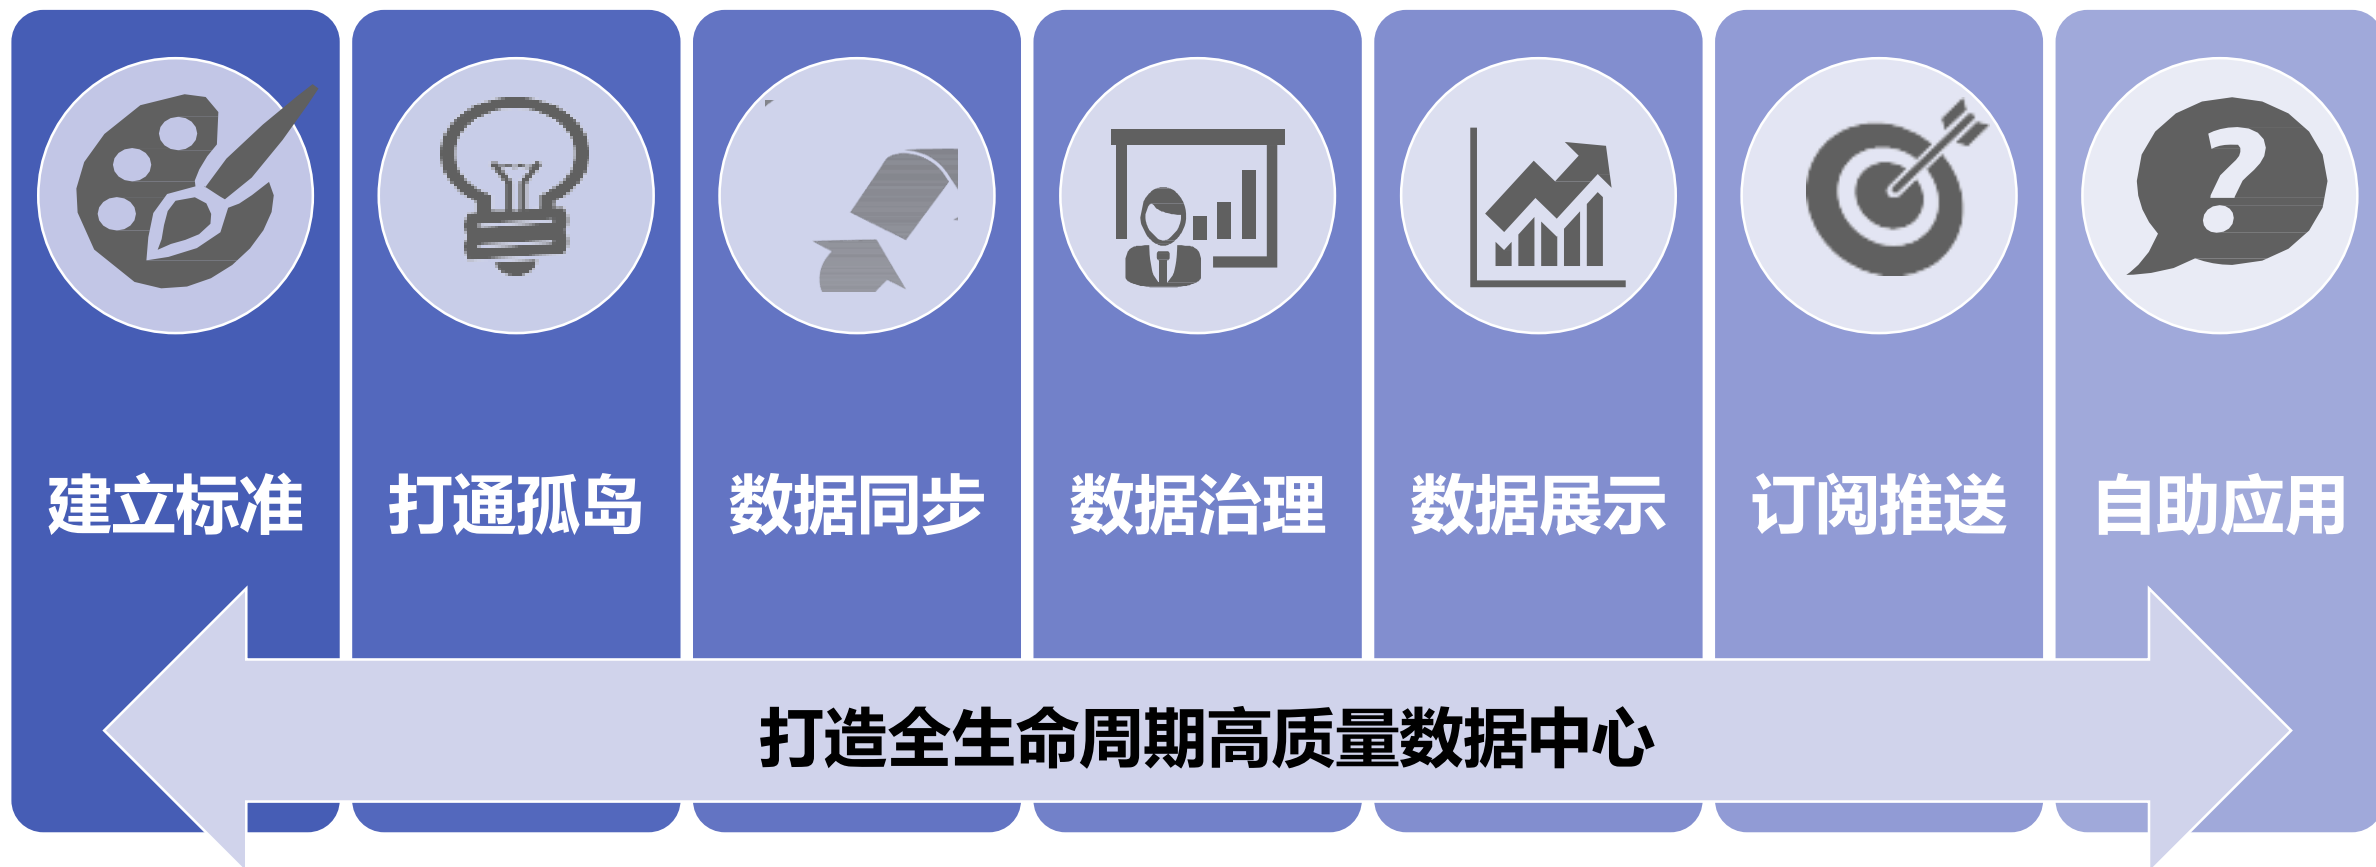 建立标准
打通孤岛
数据同步
数据治理
数据展示
订阅推送
自助应用
打造全生命周期高质量数据中心